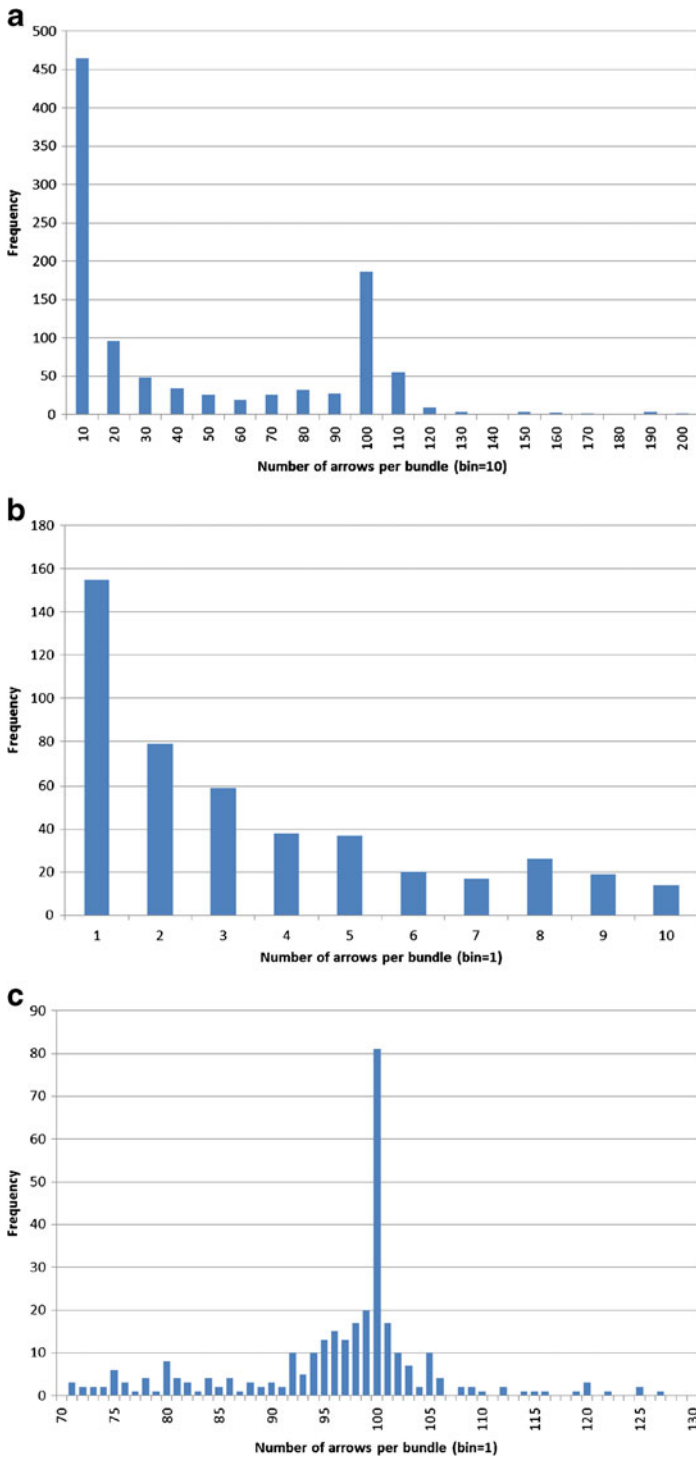 a
500
450
400
350
300
250
200
150
100
50
0
Frequency
10 20 30 40 50 60 70 80 90 100 110 120 130 140 150 160 170 180 190 200
Number of arrows per bundle (bin=10)
b
180
160
140
120
100
80
60
40
20
0
Frequency
1 2 3 4 5 6 7 8 9 10
Number of arrows per bundle (bin=1)
c
90
80
70
60
50
40
30
20
10
0
Frequency
70 75 80 85 90 95 100 105 110 115 120 125 130
Number of arrows per bundle (bin=1)